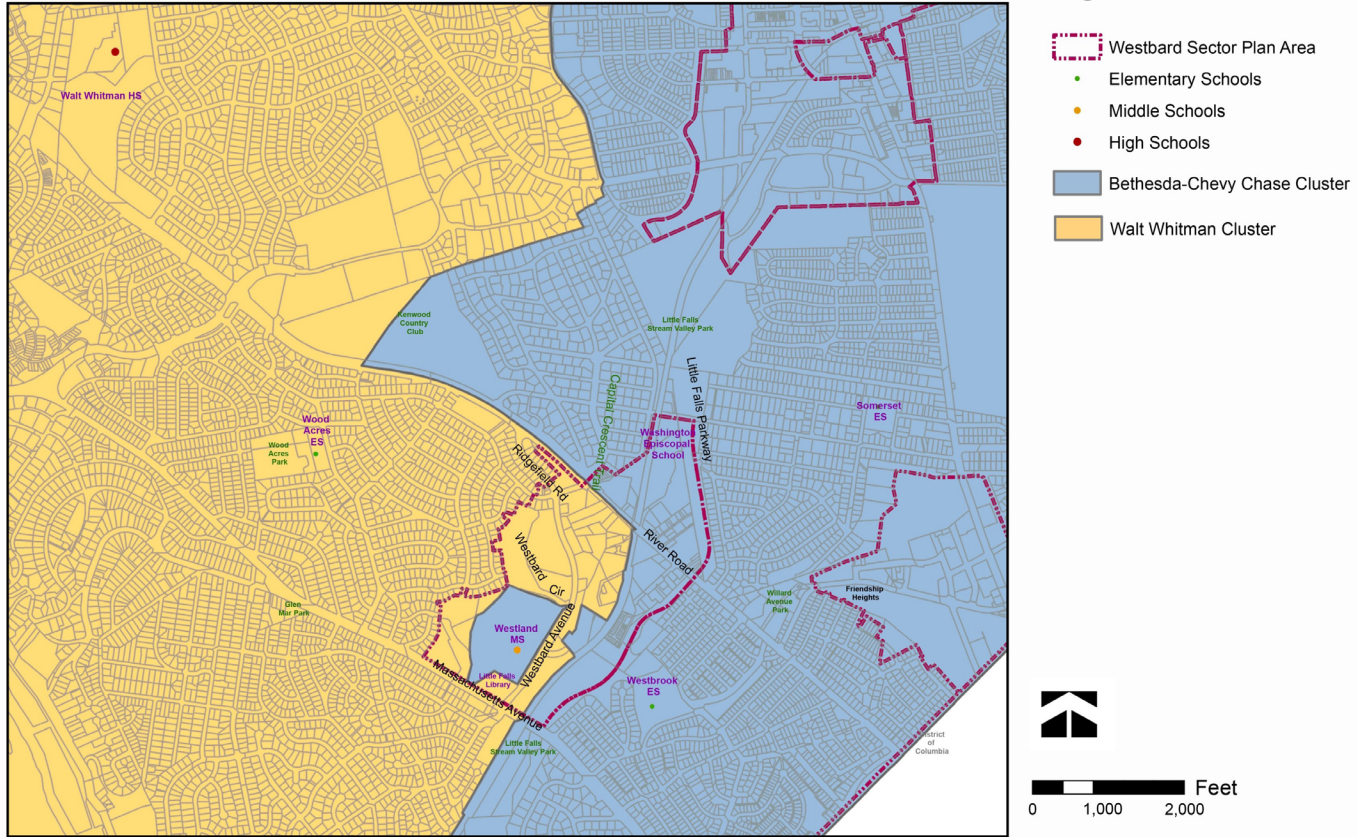 Walt Whitman HS
Kenwood
Country
Club
Little Falls
Stream Valley Park
Little Falls Parkway
Capital Crescent Trail
Somerset
ES
Wood
Acres
ES
Wood
Acres
Park
Washington
Episcopal
School
Ridgefield Rd
River Road
Westbard
Cir
Friendship
Heights
Willard
Avenue
Park
Glen
Mar Park
Westland
MS
Westbard Avenue
Little Falls
Library
Massachusetts Avenue
Westbrook
ES
Little Falls
Stream Valley Park
District
of
Columbia
Westbard Sector Plan Area
Elementary Schools
Middle Schools
High Schools
Bethesda-Chevy Chase Cluster
Walt Whitman Cluster
Feet
0 1,000 2,000